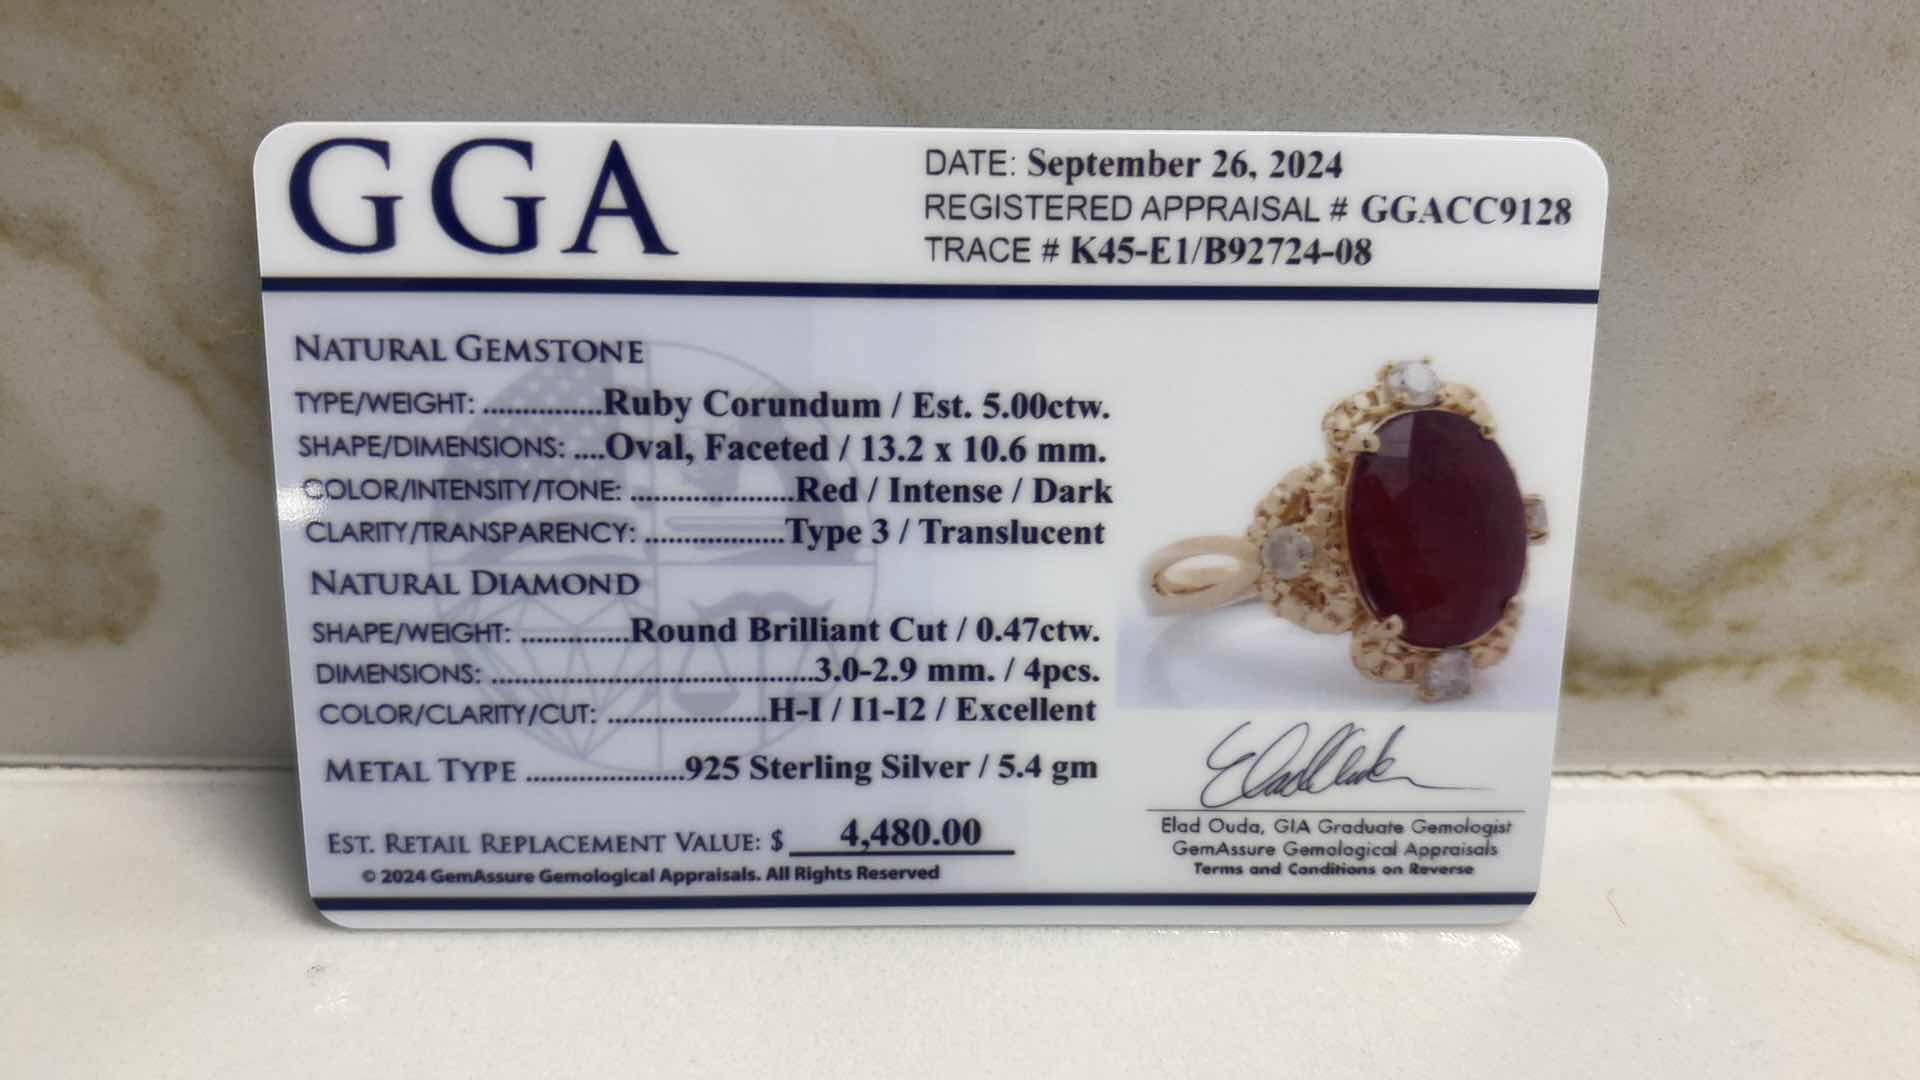 GGA
DATE: September 26, 2024
REGISTERED APPRAISAL # GGACC9128
TRACE # K45-E1/B92724-08
NATURAL GEMSTONE
TYPE/WEIGHT: ...............Ruby Corundum / Est. 5.00ctw.
SHAPE/DIMENSIONS: ....Oval, Faceted / 13.2 x 10.6 mm.
COLOR/INTENSITY/TONE: .....................Red / Intense / Dark
CLARITY/TRANSPARENCY: ..................Type 3 / Translucent
NATURAL DIAMOND
SHAPE/WEIGHT: ..............Round Brilliant Cut / 0.47ctw.
DIMENSIONS: ..........................................3.0-2.9 mm. / 4pcs.
COLOR/CLARITY/CUT: .....................H-I / I1-I2 / Excellent
METAL TYPE .....................925 Sterling Silver / 5.4 gm
EST. RETAIL REPLACEMENT VALUE: $ 4,480.00
© 2024 GemAssure Gemological Appraisals. All Rights Reserved
Elad Ouda
Elad Ouda, GIA Graduate Gemologist
GemAssure Gemological Appraisals
Terms and Conditions on Reverse